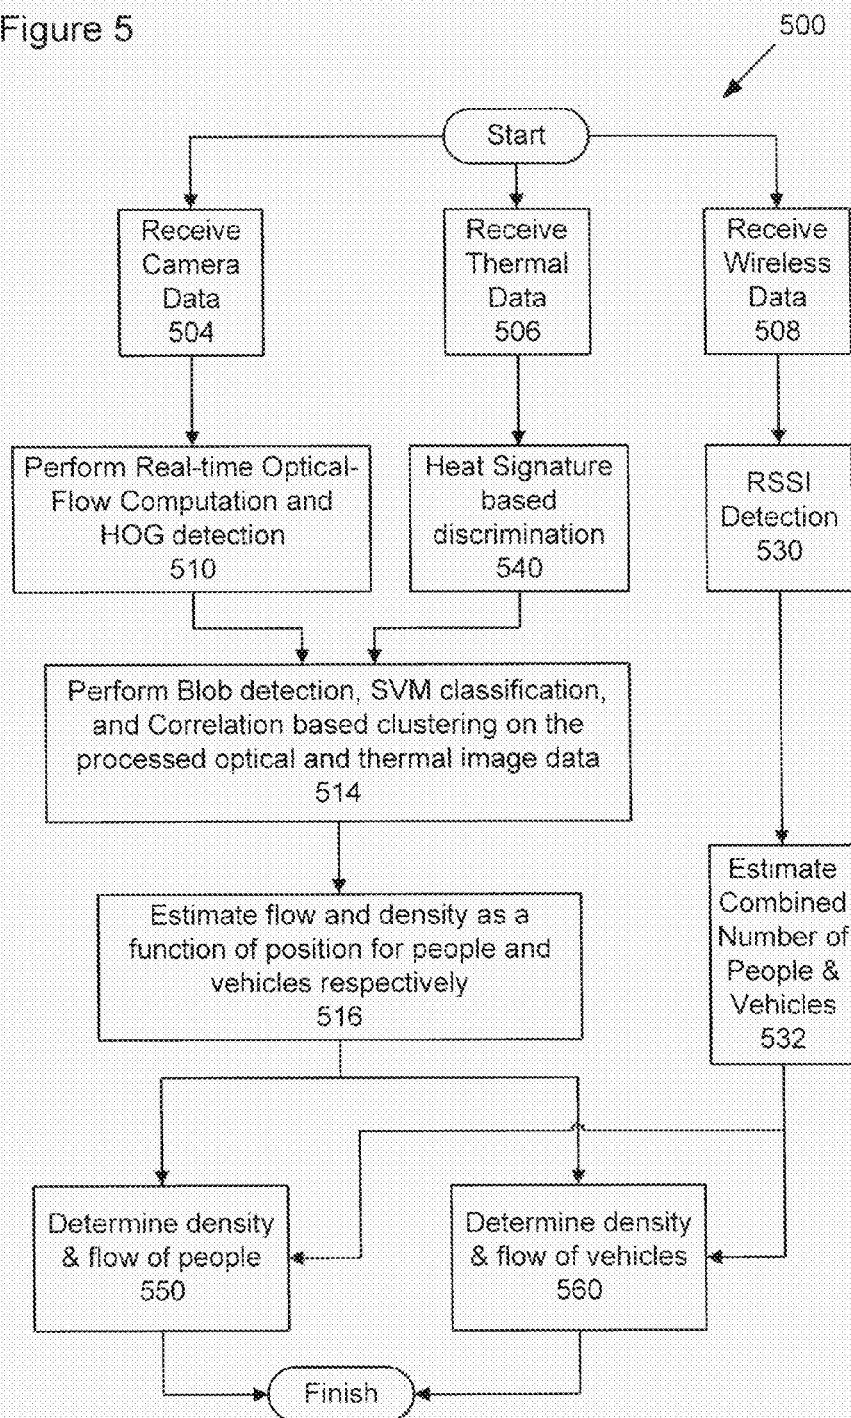 Figure 5
500
Start
Receive
Camera
Data
504
Receive
Thermal
Data
506
Receive
Wireless
Data
508
Perform Real-time Optical-
Flow Computation and
HOG detection
510
Heat Signature
based
discrimination
540
RSSI
Detection
530
Perform Blob detection, SVM classification,
and Correlation based clustering on the
processed optical and thermal image data
514
Estimate flow and density as a
function of position for people and
vehicles respectively
516
Estimate
Combined
Number of
People &
Vehicles
532
Determine density
& flow of people
550
Determine density
& flow of vehicles
560
Finish